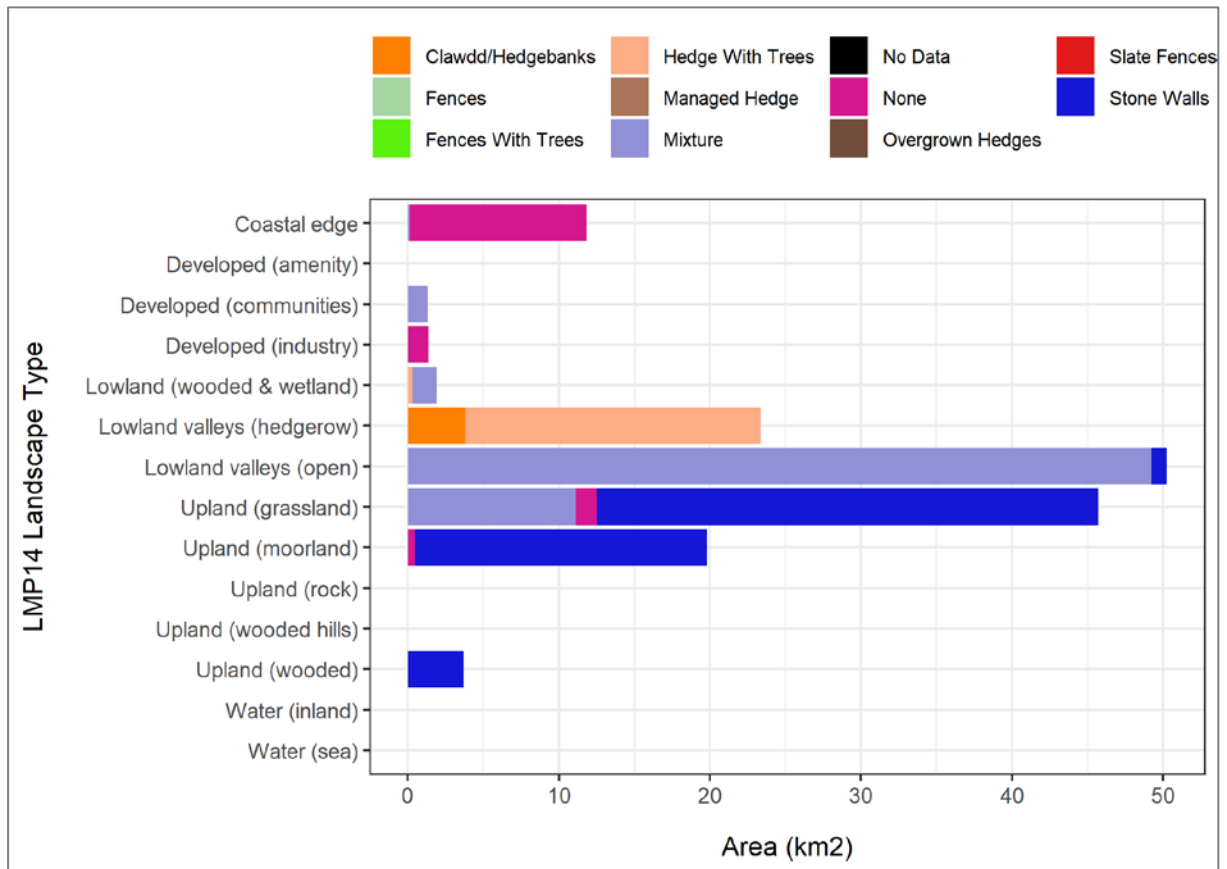 Clawdd/Hedgebanks Hedge With Trees No Data Slate Fences
Fences Managed Hedge None Stone Walls
Fences With Trees Mixture Overgrown Hedges
Coastal edge
Developed (amenity)
Developed (communities)
Developed (industry)
Lowland (wooded & wetland)
Lowland valleys (hedgerow)
Lowland valleys (open)
Upland (grassland)
Upland (moorland)
Upland (rock)
Upland (wooded hills)
Upland (wooded)
Water (inland)
Water (sea)
LMP14 Landscape Type
0 10 20 30 40 50
Area (km2)